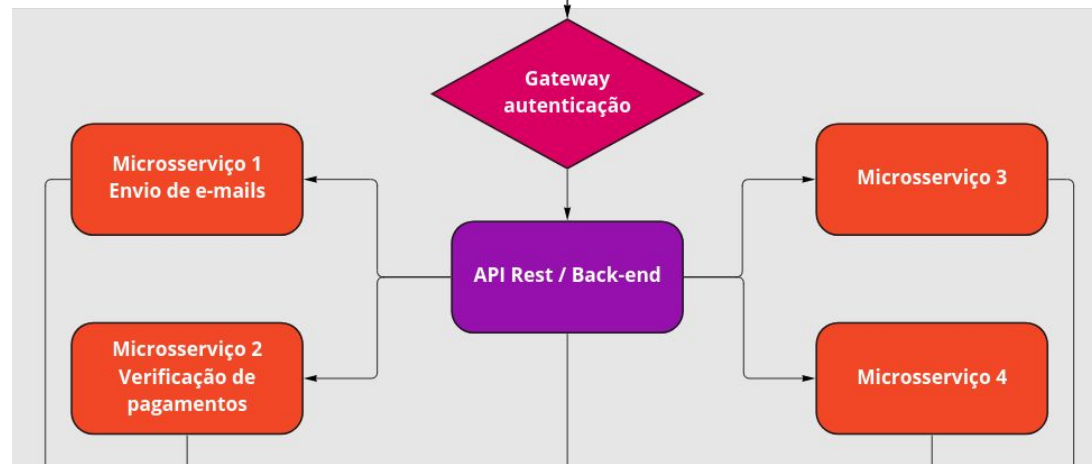 Gateway
autenticação
Microsserviço 1
Envio de e-mails
Microsserviço 3
API Rest / Back-end
Microsserviço 2
Verificação de
pagamentos
Microsserviço 4